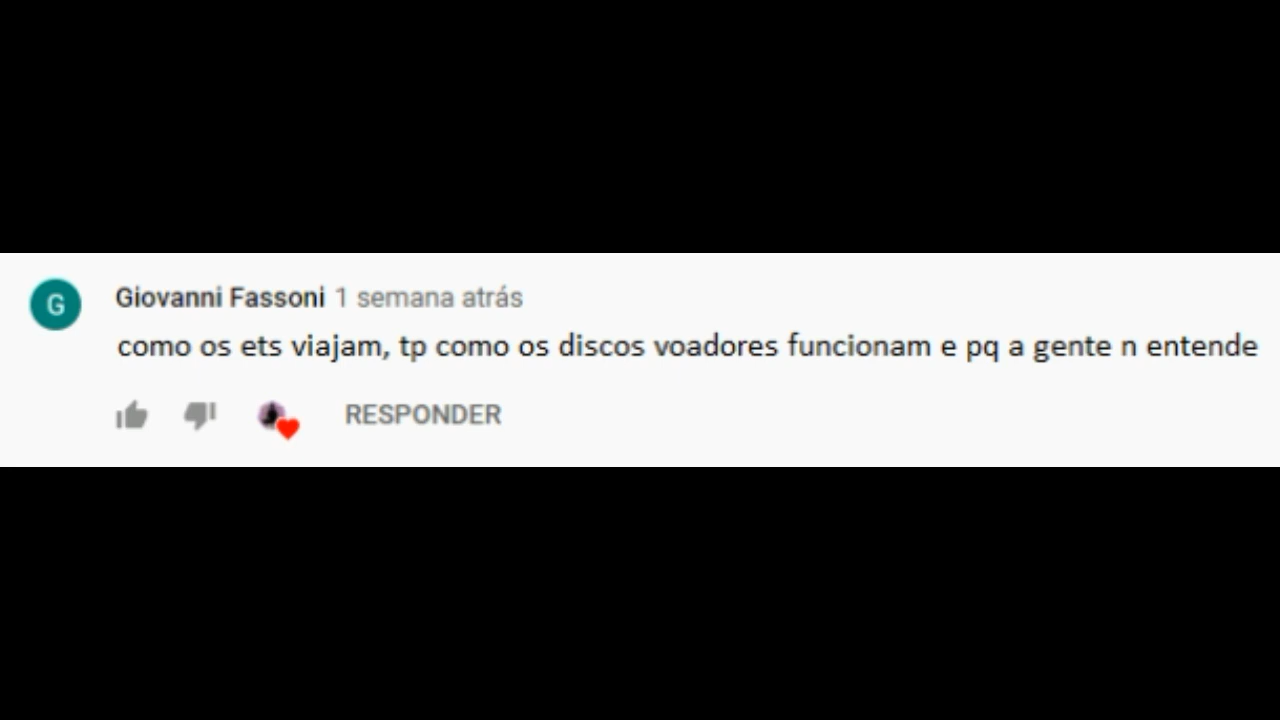 G
Giovanni Fassoni 1 semana atrás
como os ets viajam, tp como os discos voadores funcionam e pq a gente n entende
RESPONDER